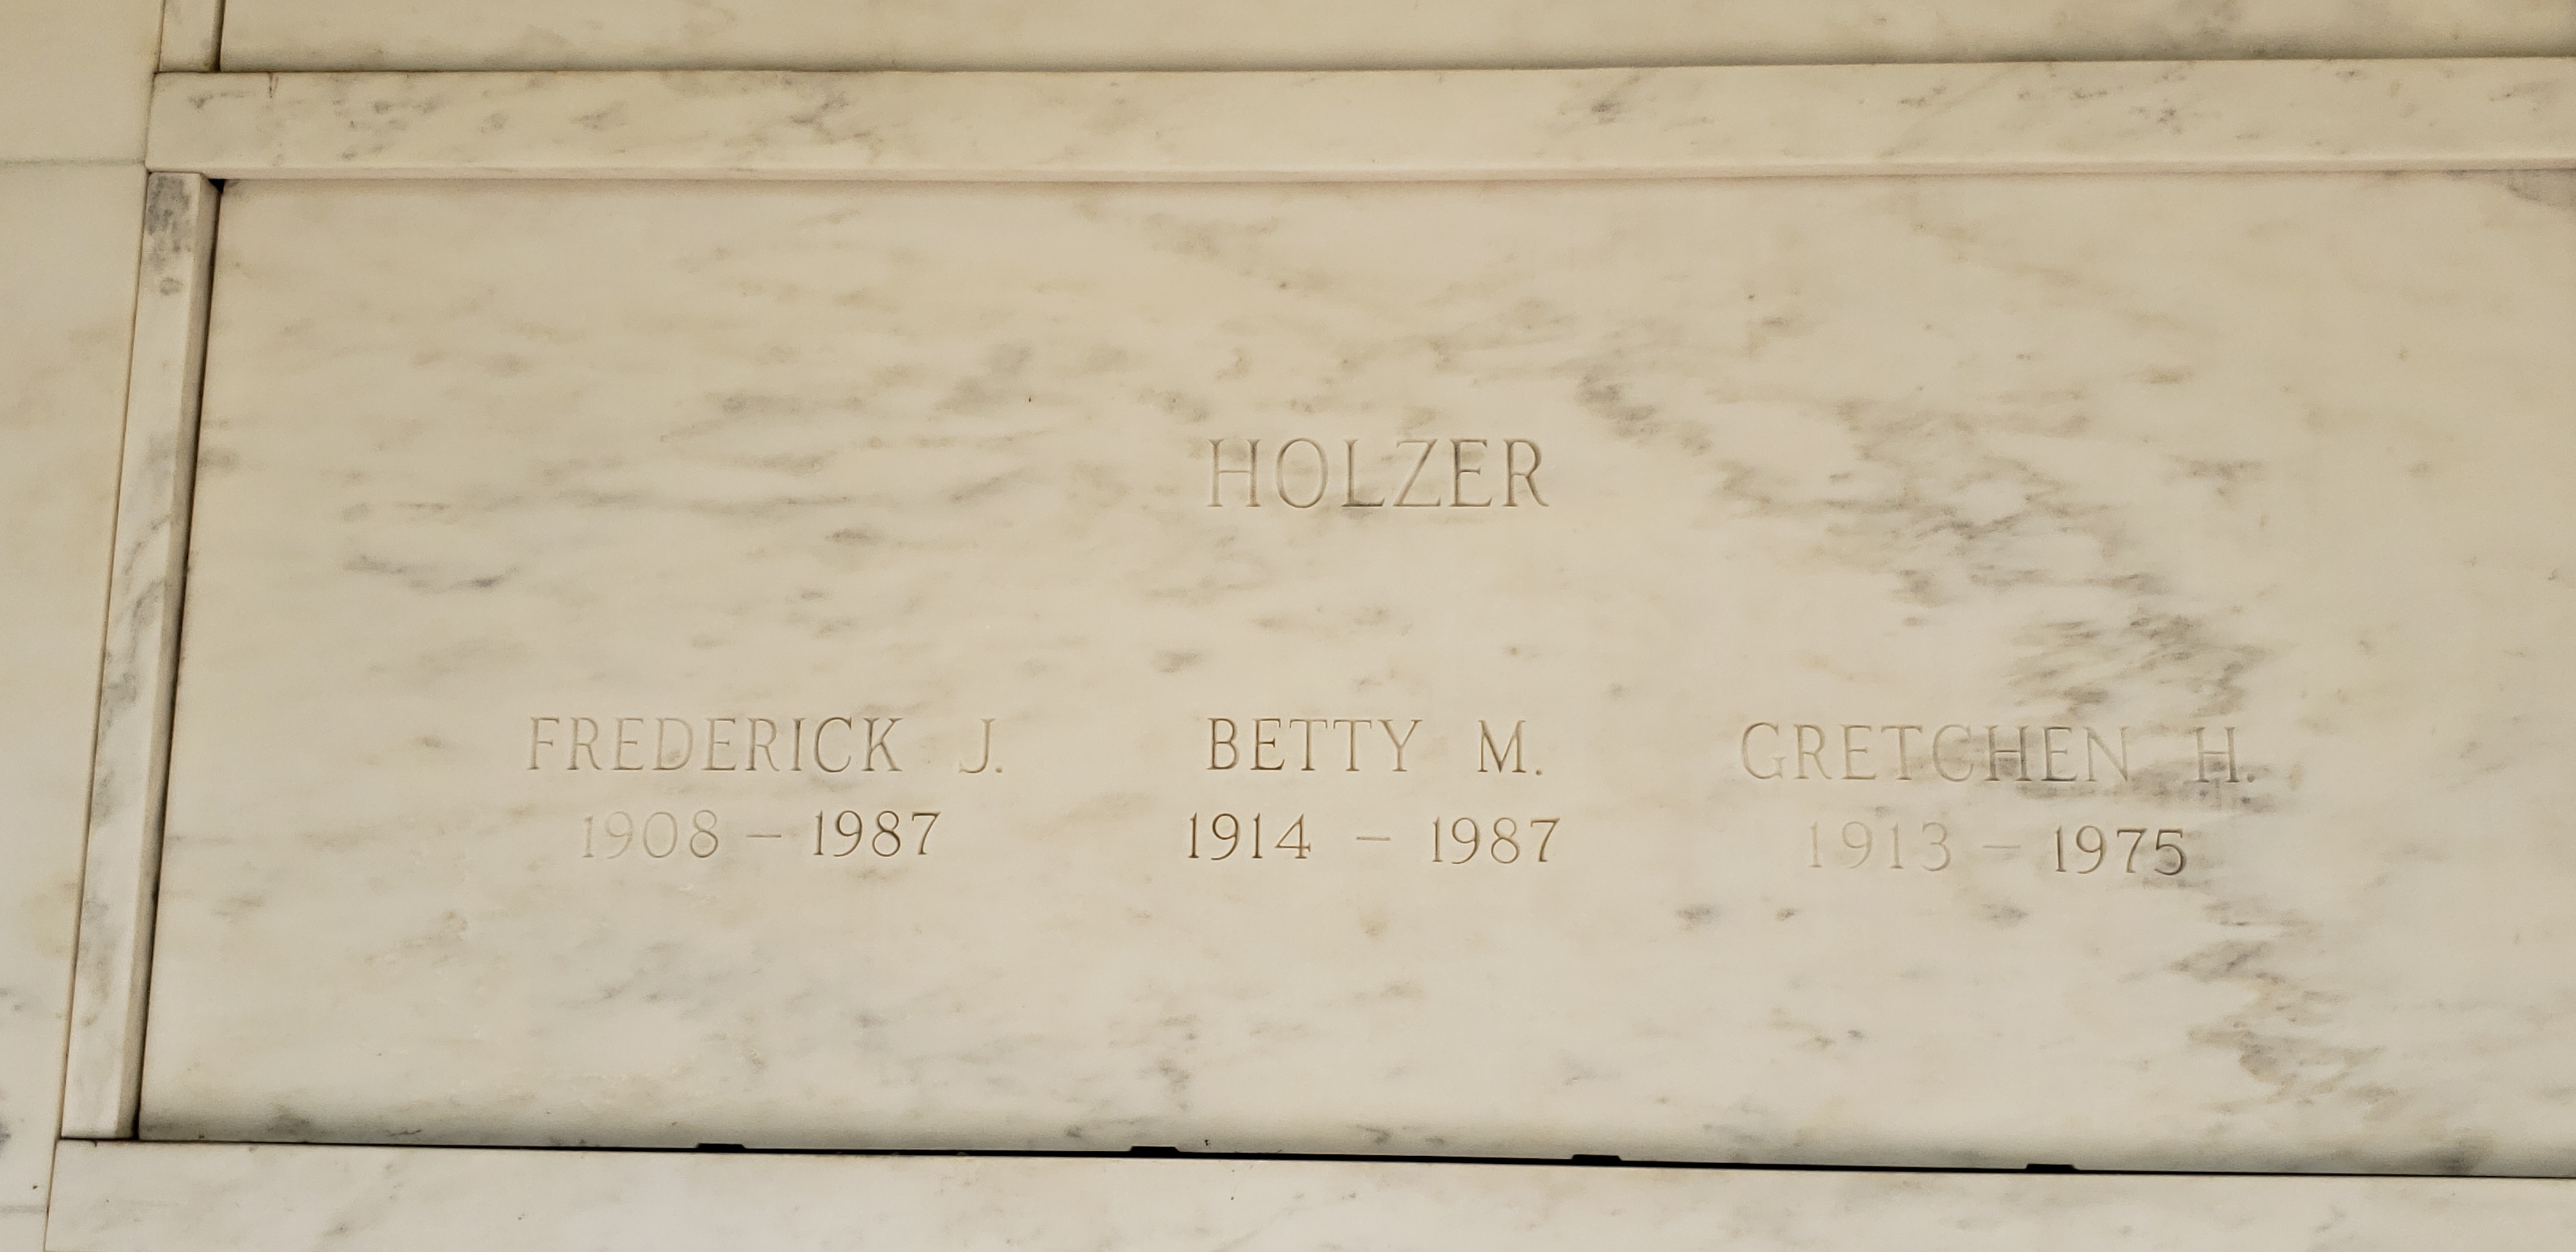 HOLZER
FREDERICK J. BETTY M. GRETCHEN H.
1908 – 1987 1914 – 1987 1913 – 1975